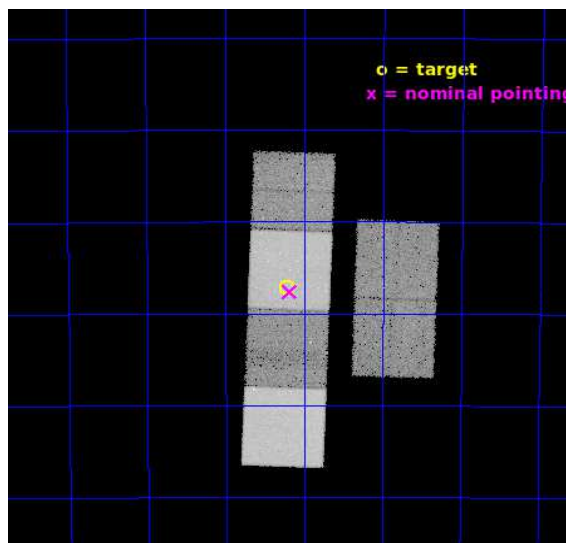 o = target
x = nominal pointing